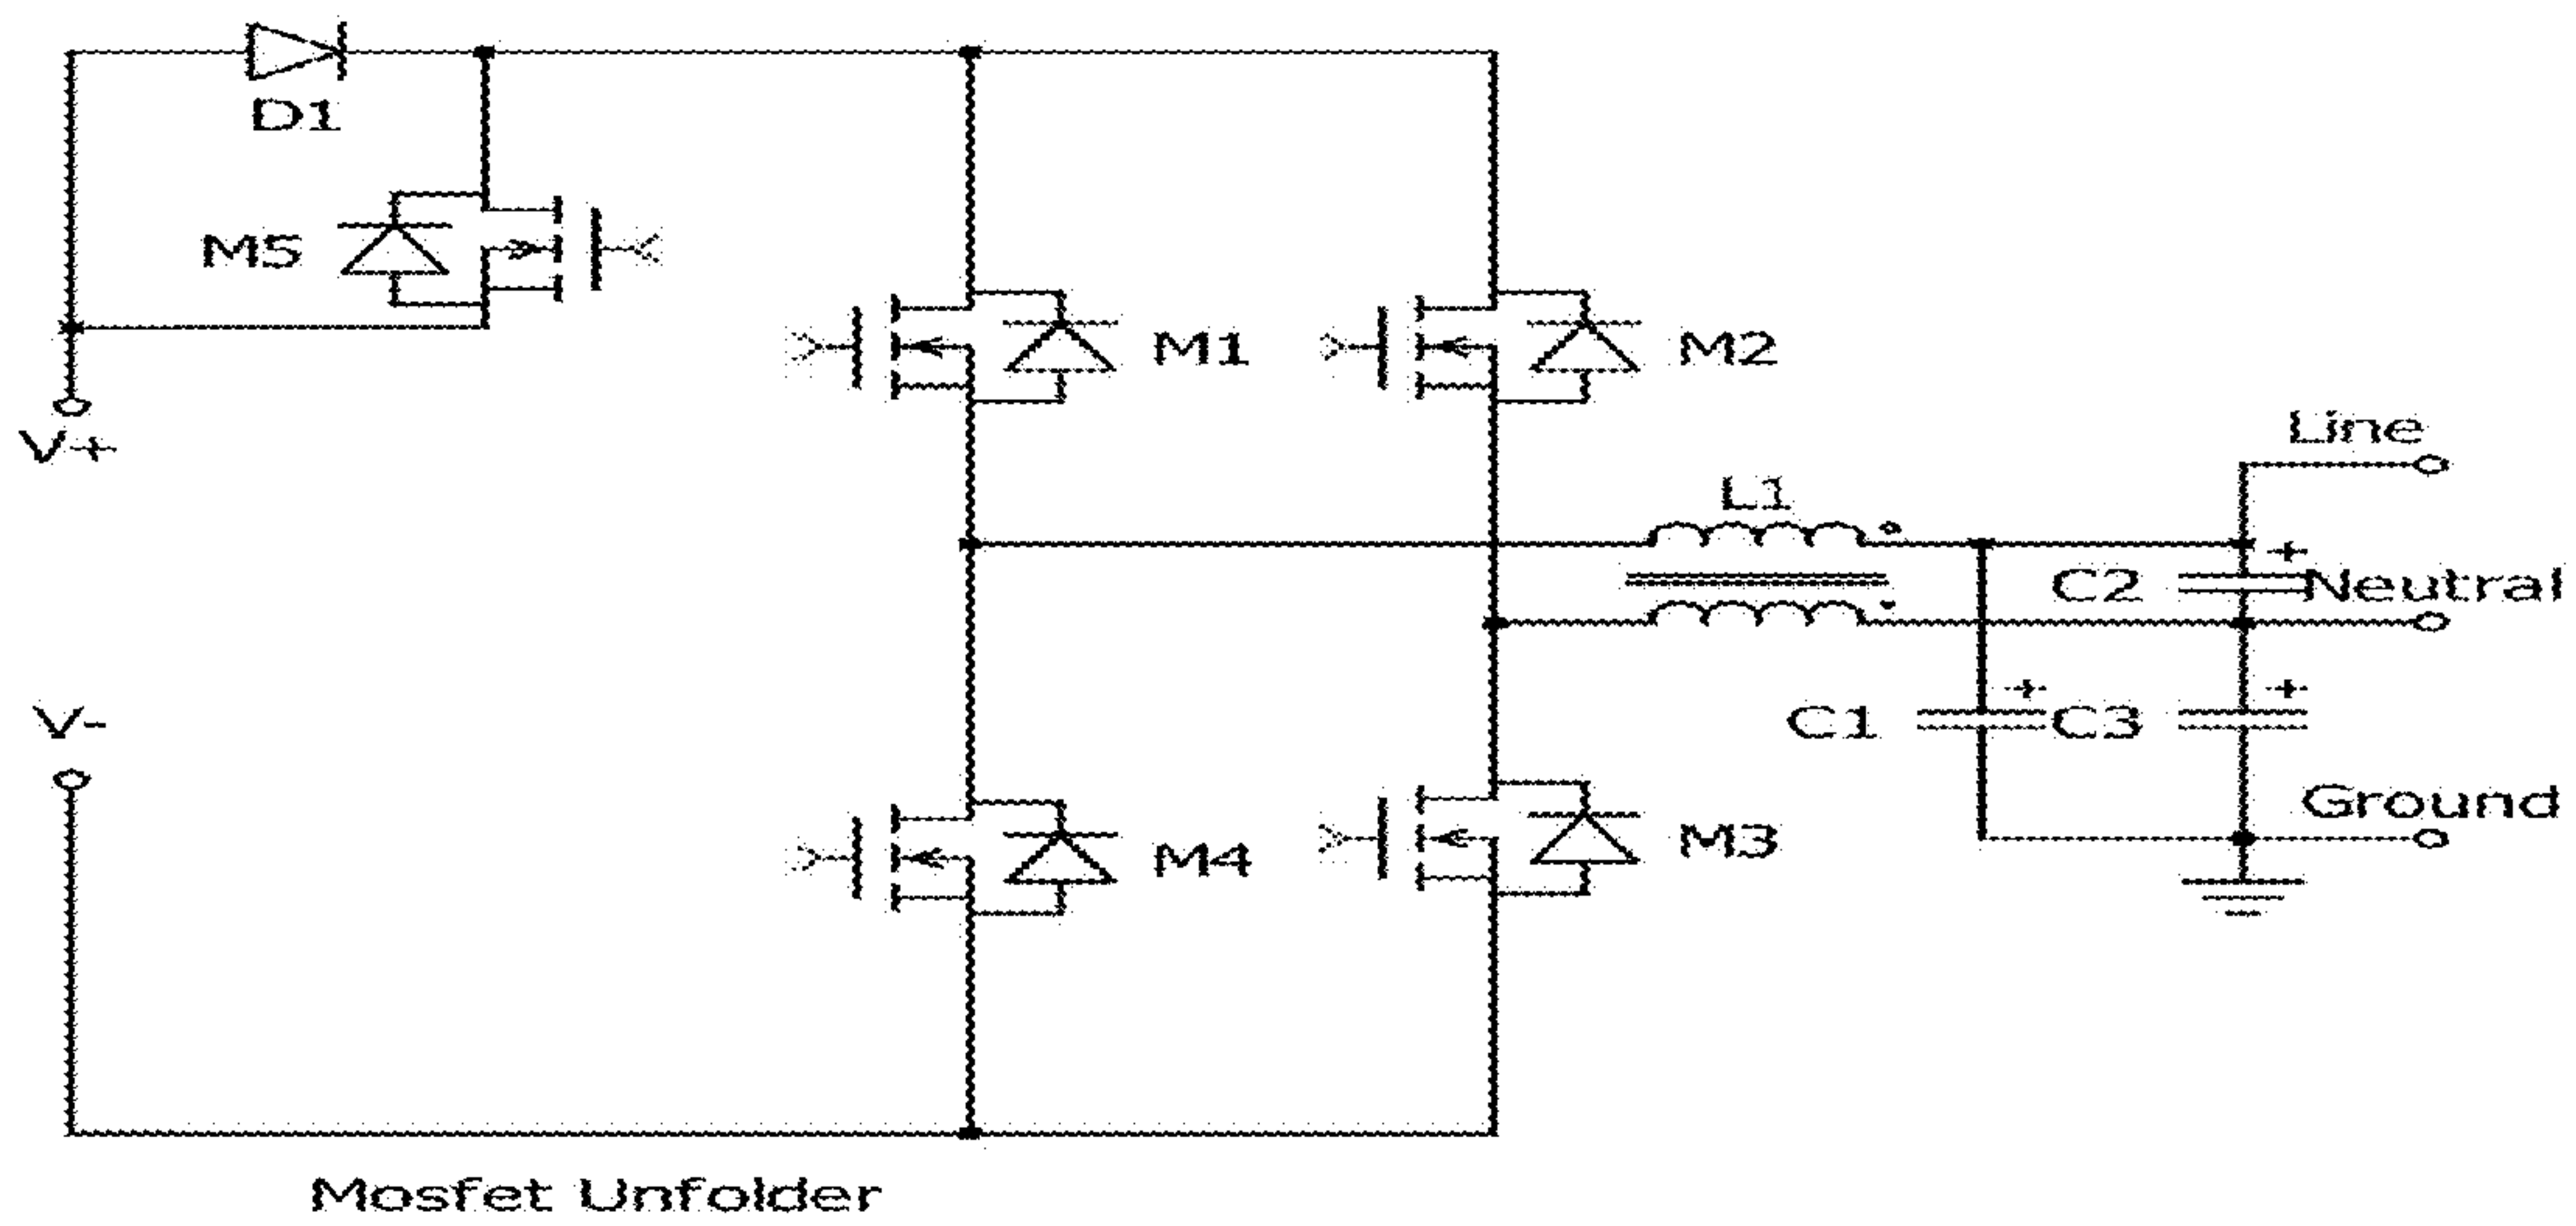 D1
M5
M1
M2
V+
Line
L1
+
C2
Neutral
V-
+
+
C1
C3
M4
M3
Ground
Mosfet Unfolder